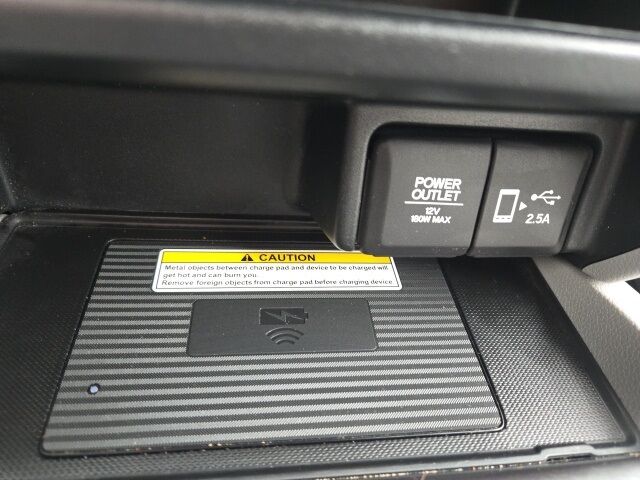 POWER
OUTLET
12V
180W MAX
2.5A
CAUTION
Metal objects between charge pad and device to be charged will
get hot and can burn you.
Remove foreign objects from charge pad before charging device